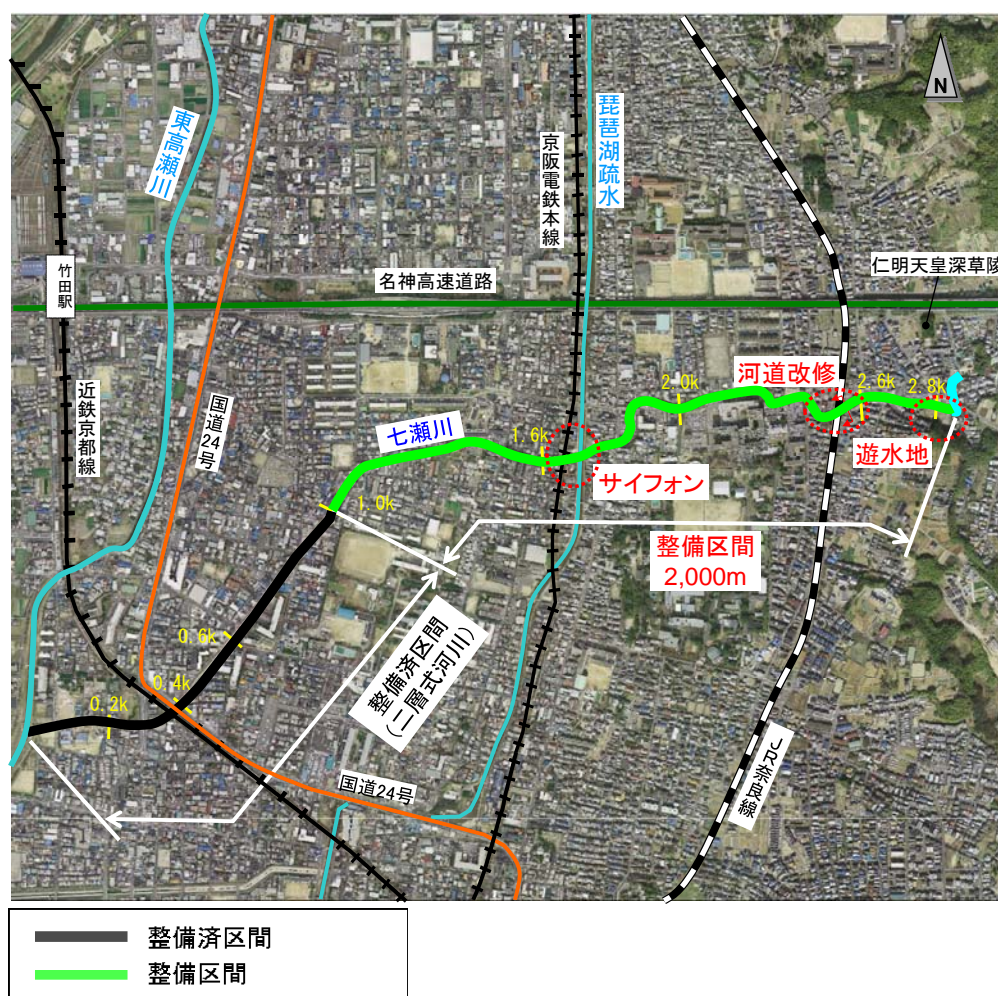 N
東高瀬川
琵琶湖疏水
京阪電鉄本線
仁明天皇深草陵
竹田駅
名神高速道路
近鉄京都線
国道24号
河道改修
2.0k
2.6k
2.8k
七瀬川
1.6k
遊水地
サイフォン
1.0k
整備区間
2,000m
0.6k
整備済区間
(二層式河川)
0.4k
0.2k
JR奈良線
国道24号
整備済区間
整備区間